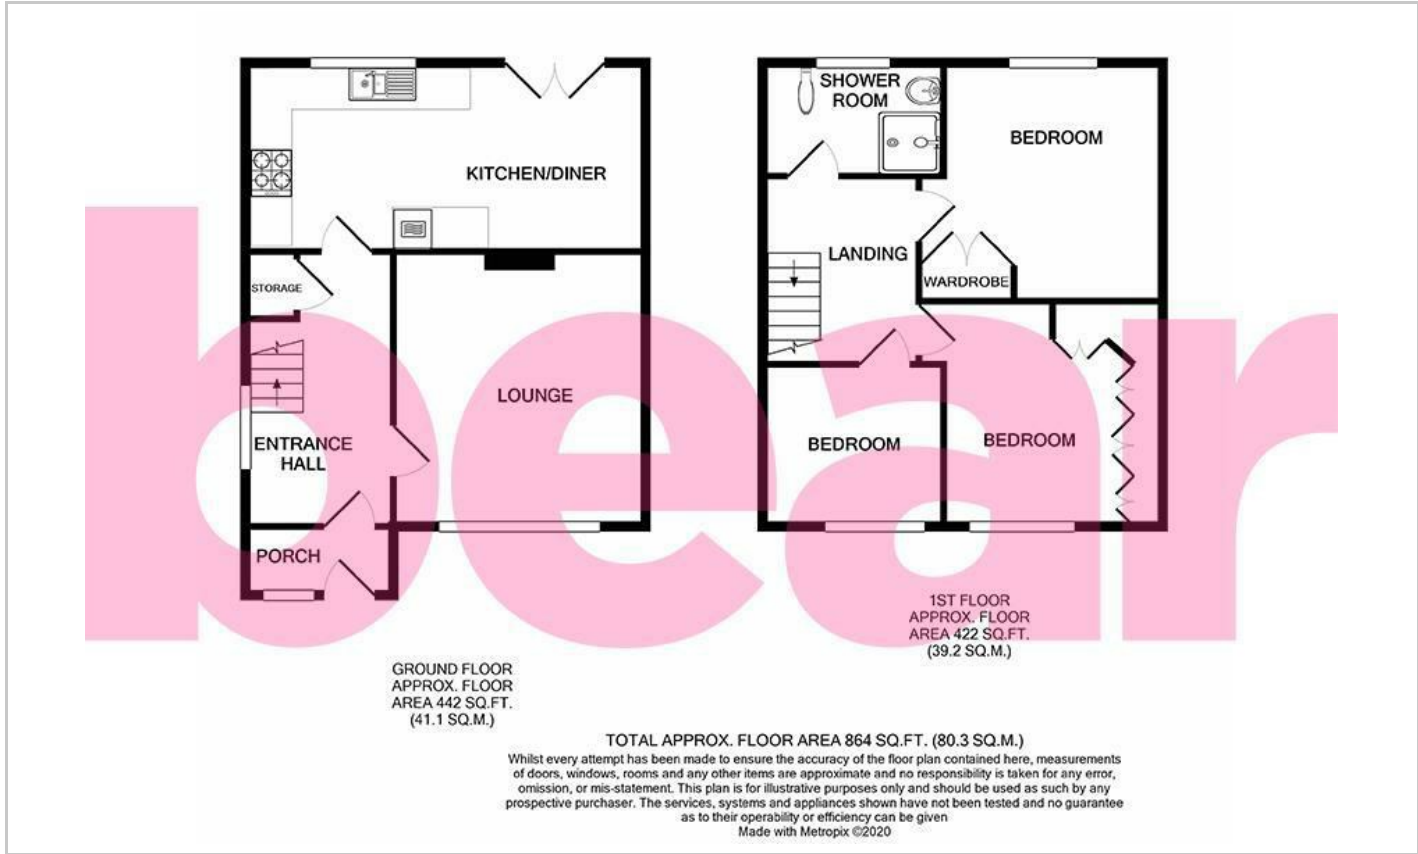 SHOWER
ROOM
BEDROOM
KITCHEN/DINER
LANDING
STORAGE
WARDROBE
LOUNGE
ENTRANCE
HALL
BEDROOM
BEDROOM
PORCH
bear
1ST FLOOR
APPROX. FLOOR
AREA 422 SQ.FT.
(39.2 SQ.M.)
GROUND FLOOR
APPROX. FLOOR
AREA 442 SQ.FT.
(41.1 SQ.M.)
TOTAL APPROX. FLOOR AREA 864 SQ.FT. (80.3 SQ.M.)
Whilst every attempt has been made to ensure the accuracy of the floor plan contained here, measurements
of doors, windows, rooms and any other items are approximate and no responsibility is taken for any error,
omission, or mis-statement. This plan is for illustrative purposes only and should be used as such by any
prospective purchaser. The services, systems and appliances shown have not been tested and no guarantee
as to their operability or efficiency can be given
Made with Metropix ©2020